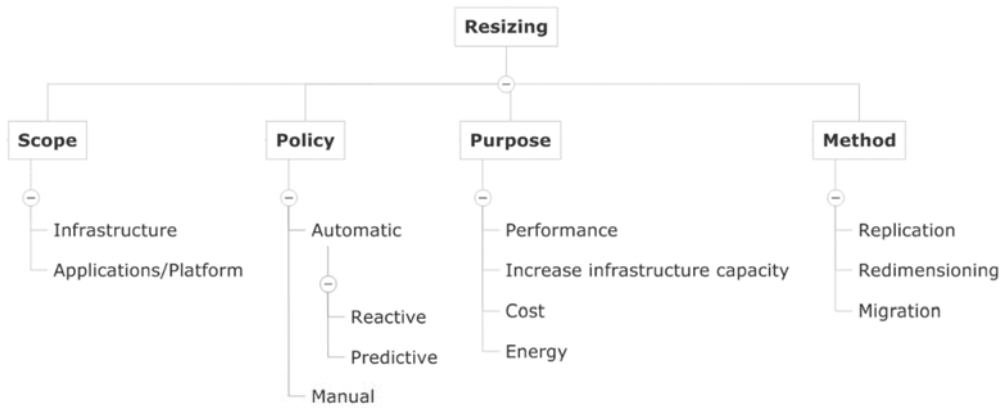 Resizing
Scope
Policy
Purpose
Method
Infrastructure
Applications/Platform
Automatic
Reactive
Predictive
Manual
Performance
Increase infrastructure capacity
Cost
Energy
Replication
Redimensioning
Migration